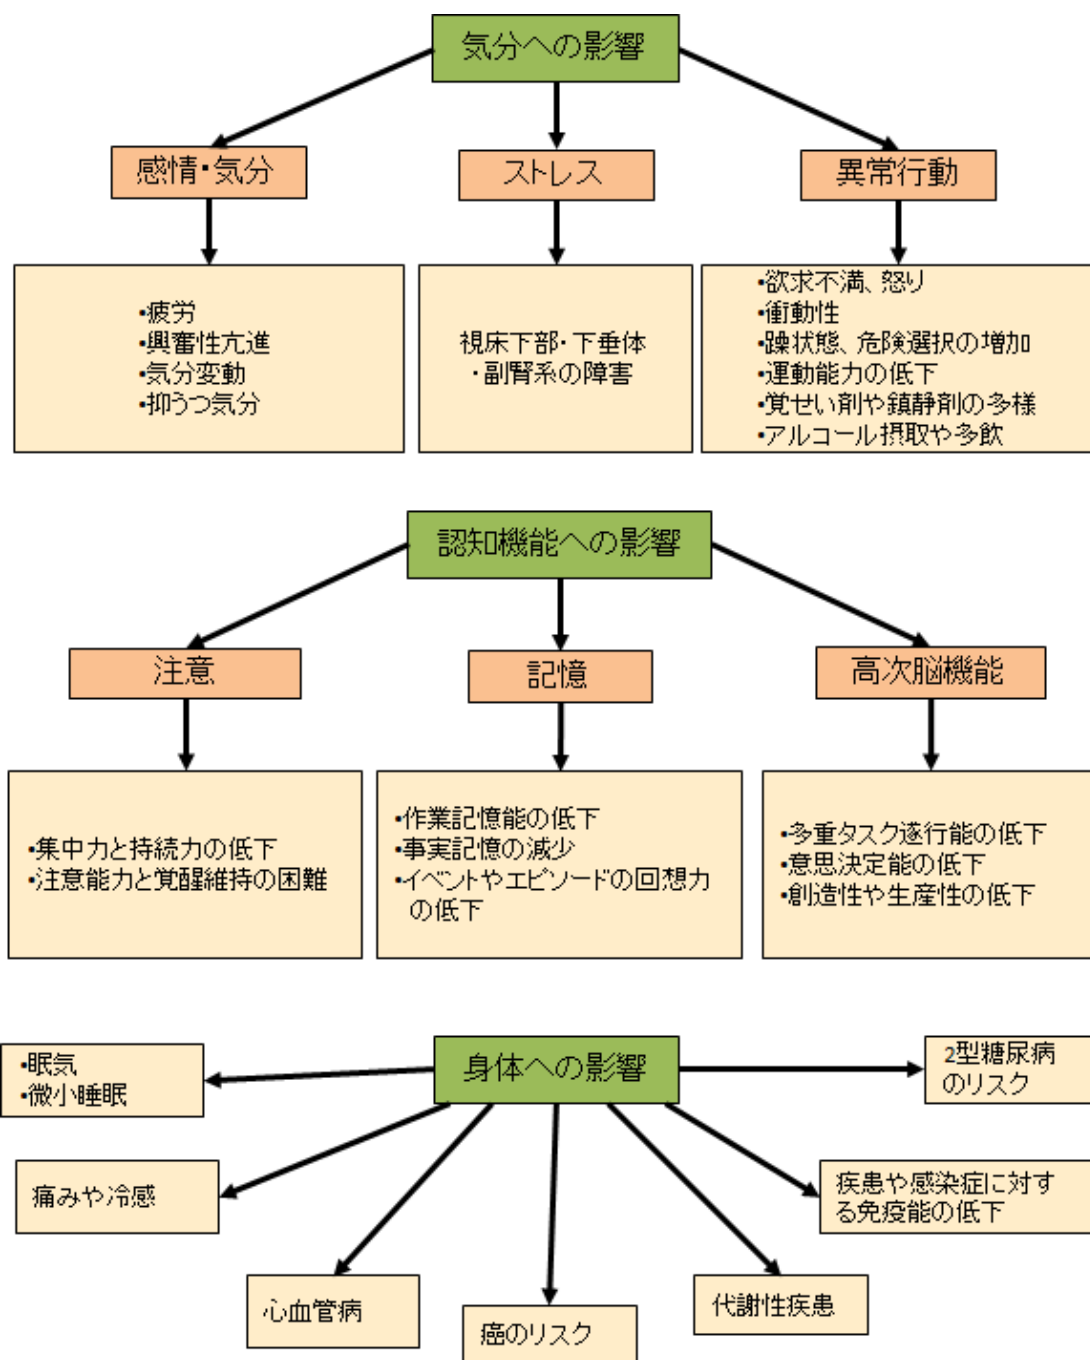 気分への影響
感情・気分
ストレス
異常行動
•疲労
•興奮性亢進
•気分変動
•抑うつ気分
視床下部・下垂体
・副腎系の障害
•欲求不満、怒り
•衝動性
•躁状態、危険選択の増加
•運動能力の低下
•覚せい剤や鎮静剤の多様
•アルコール摂取や多飲
認知機能への影響
注意
記憶
高次脳機能
•集中力と持続力の低下
•注意能力と覚醒維持の困難
•作業記憶能の低下
•事実記憶の減少
•イベントやエピソードの回想力
の低下
•多重タスク遂行能の低下
•意思決定能の低下
•創造性や生産性の低下
身体への影響
•眠気
•微小睡眠
2型糖尿病
のリスク
痛みや冷感
疾患や感染症に対す
る免疫能の低下
心血管病
癌のリスク
代謝性疾患